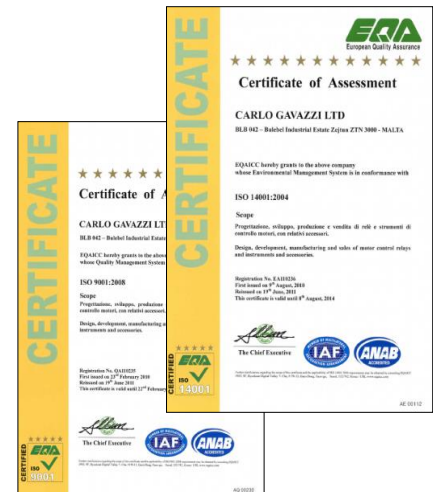 EQA
European Quality Assurance
CERTIFICATE
Certificate of Assessment
CARLO GAVAZZI LTD
BLB 042 – Bulebel Industrial Estate Zejtun ZTN 3000 - MALTA
EQAICC hereby grants to the above company
whose Environmental Management System is in conformance with
ISO 14001:2004
Scope
Progettazione, sviluppo, produzione e vendita di relè e strumenti di
controllo motori, con relativi accessori.
Design, development, manufacturing and sales of motor control relays
and instruments and accessories.
Registration No. EAII0236
First issued on 9th August, 2010
Reissued on 19th June, 2011
This certificate is valid until 8th August, 2014
The Chief Executive
IAF
ANAB
CERTIFIED
EQA
ISO
14001
AE 00112
CERTIFICATE
Certificate of A
CARLO GAVAZZI LT
BLB 042 – Bulebel Industrial Estate
EQAICC hereby grants to the above
whose Quality Management System
ISO 9001:2008
Scope
Progettazione, sviluppo, produzione
controllo motori, con relativi accessori.
Design, development, manufacturing a
instruments and accessories.
Registration No. QAII0235
First issued on 23rd February 2010
Reissued on 19th June 2011
This certificate is valid until 22nd February
The Chief Executive
IAF
ANAB
CERTIFIED
EQA
ISO
9001